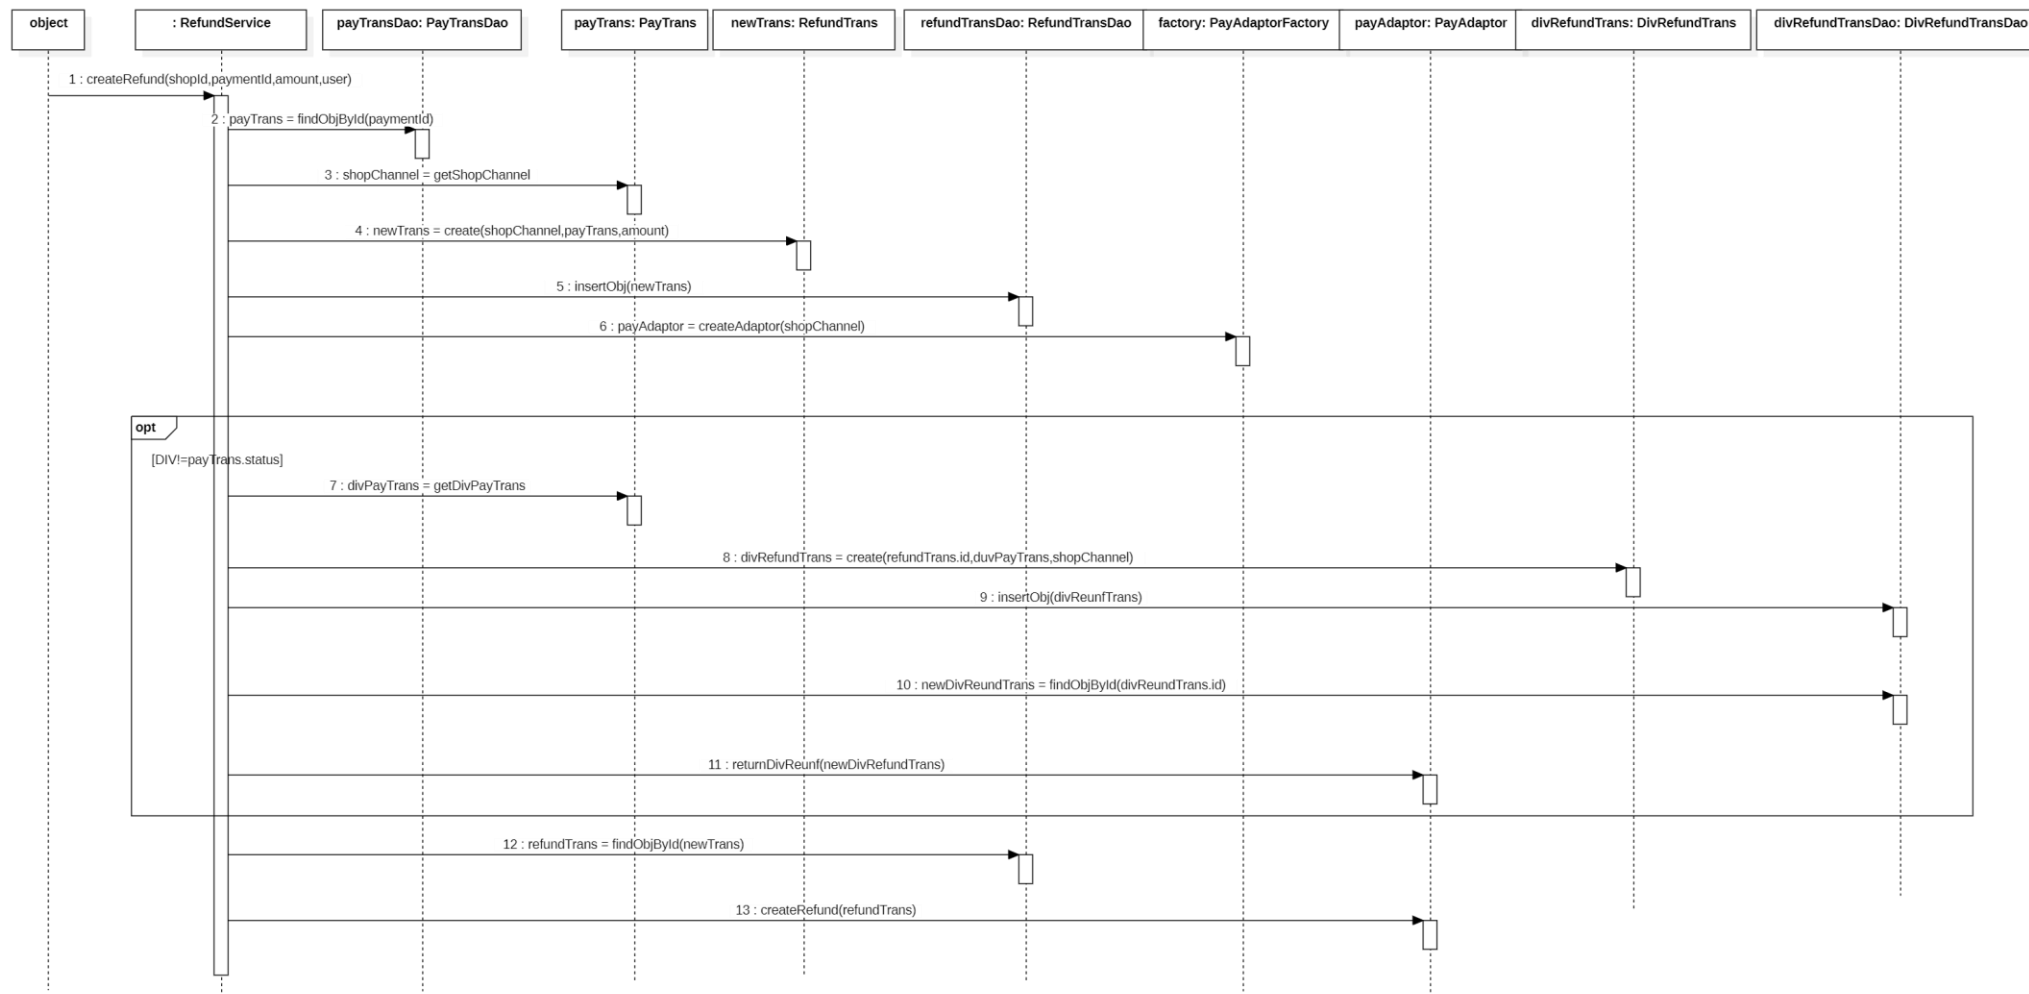 object
: RefundService
payTransDao: PayTransDao
payTrans: PayTrans
newTrans: RefundTrans
refundTransDao: RefundTransDao
factory: PayAdaptorFactory
payAdaptor: PayAdaptor
divRefundTrans: DivRefundTrans
divRefundTransDao: DivRefundTransDao
1 : createRefund(shopId,paymentId,amount,user)
2 : payTrans = findObjById(paymentId)
3 : shopChannel = getShopChannel
4 : newTrans = create(shopChannel,payTrans,amount)
5 : insertObj(newTrans)
6 : payAdaptor = createAdaptor(shopChannel)
opt
[DIV!=payTrans.status]
7 : divPayTrans = getDivPayTrans
8 : divRefundTrans = create(refundTrans.id,duvPayTrans,shopChannel)
9 : insertObj(divReunfTrans)
10 : newDivReundTrans = findObjById(divReundTrans.id)
11 : returnDivReunf(newDivRefundTrans)
12 : refundTrans = findObjById(newTrans)
13 : createRefund(refundTrans)